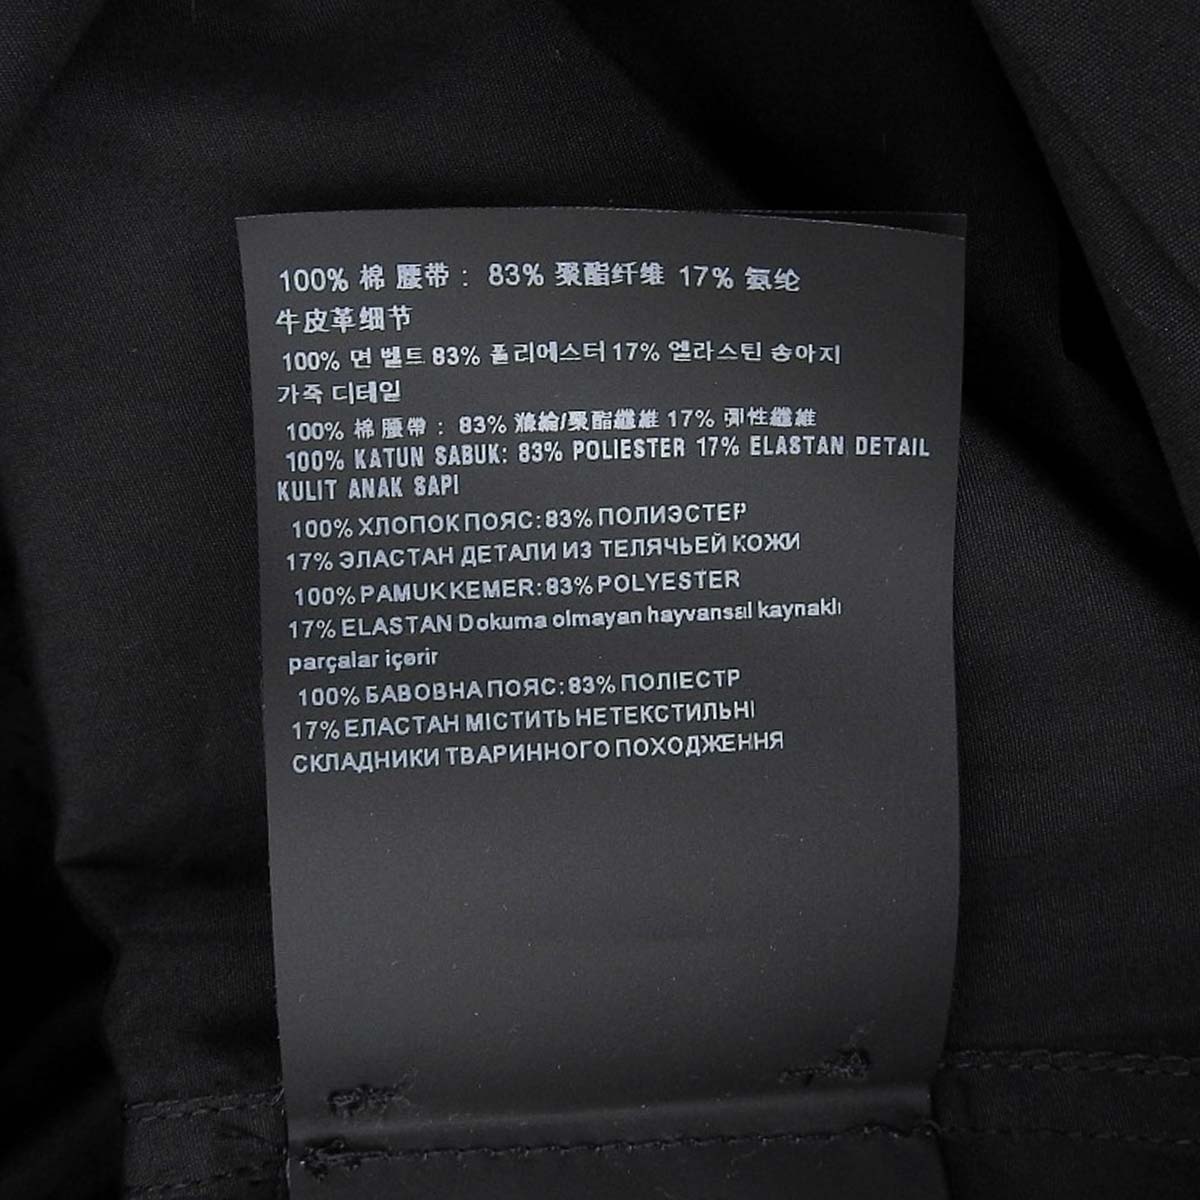 100% 棉 腰带 : 83% 聚酯纤维 17% 氨纶
牛皮革细节
100% 면 벨트 83% 폴리에스터 17% 엘라스틴 송아지
가죽 디테일
100% 棉 腰帶 : 83% 滌綸/聚酯纖維 17% 彈性纖維
100% KATUN SABUK: 83% POLIESTER 17% ELASTAN DETAIL
KULIT ANAK SAPI
100% ХЛОПОК ПОЯС: 83% ПОЛИЭСТЕР
17% ЭЛАСТАН ДЕТАЛИ ИЗ ТЕЛЯЧЬЕЙ КОЖИ
100% PAMUK KEMER: 83% POLYESTER
17% ELASTAN Dokuma olmayan hayvansal kaynaklı
parçalar içerir
100% БАВОВНА ПОЯС: 83% ПОЛІЕСТР
17% ЕЛАСТАН МІСТИТЬ НЕТЕКСТИЛЬНІ
СКЛАДНИКИ ТВАРИННОГО ПОХОДЖЕННЯ